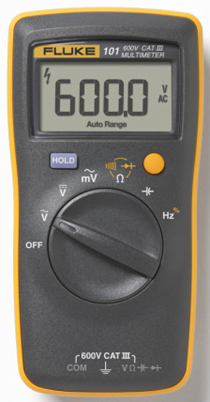 FLUKE 101 600V CAT III
MULTIMETER
600.0 V
AC
Auto Range
HOLD
mV
Ω
V
V
Hz%
OFF
600V CAT III
COM VΩ